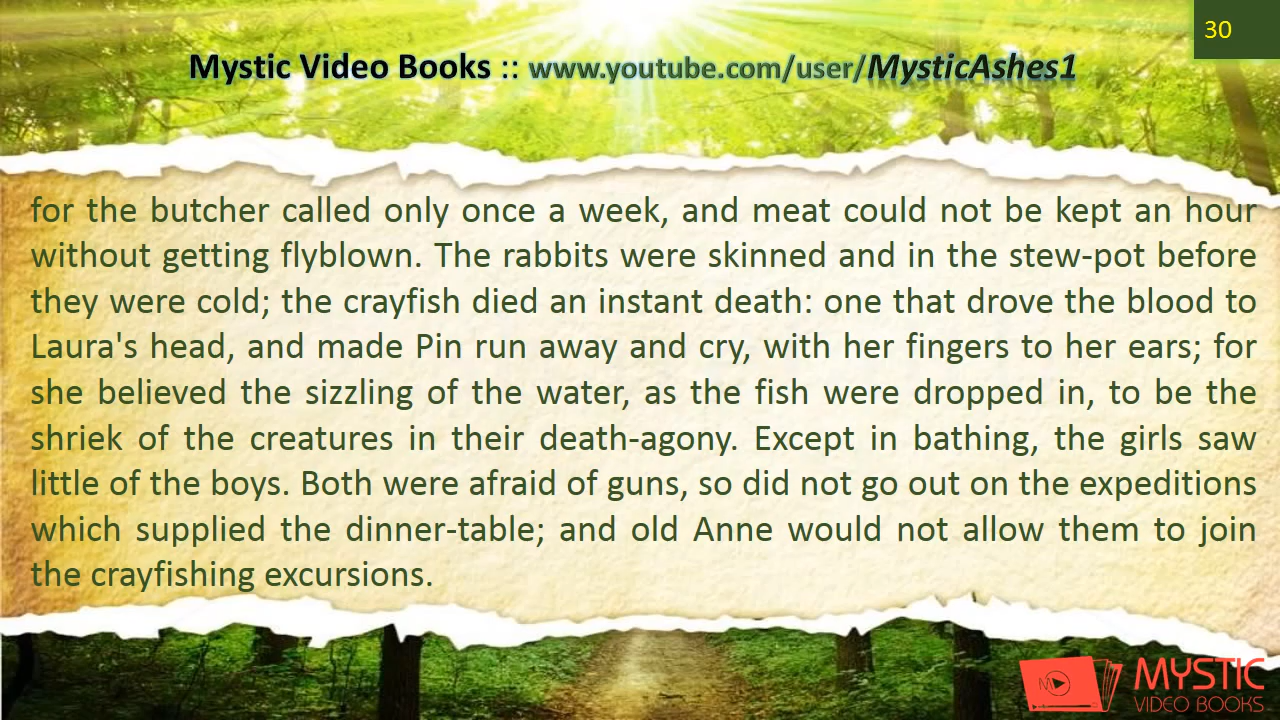 30
Mystic Video Books :: www.youtube.com/user/MysticAshes1
for the butcher called only once a week, and meat could not be kept an hour
without getting flyblown. The rabbits were skinned and in the stew-pot before
they were cold; the crayfish died an instant death: one that drove the blood to
Laura's head, and made Pin run away and cry, with her fingers to her ears; for
she believed the sizzling of the water, as the fish were dropped in, to be the
shriek of the creatures in their death-agony. Except in bathing, the girls saw
little of the boys. Both were afraid of guns, so did not go out on the expeditions
which supplied the dinner-table; and old Anne would not allow them to join
the crayfishing excursions.
MYSTIC
VIDEO BOOKS